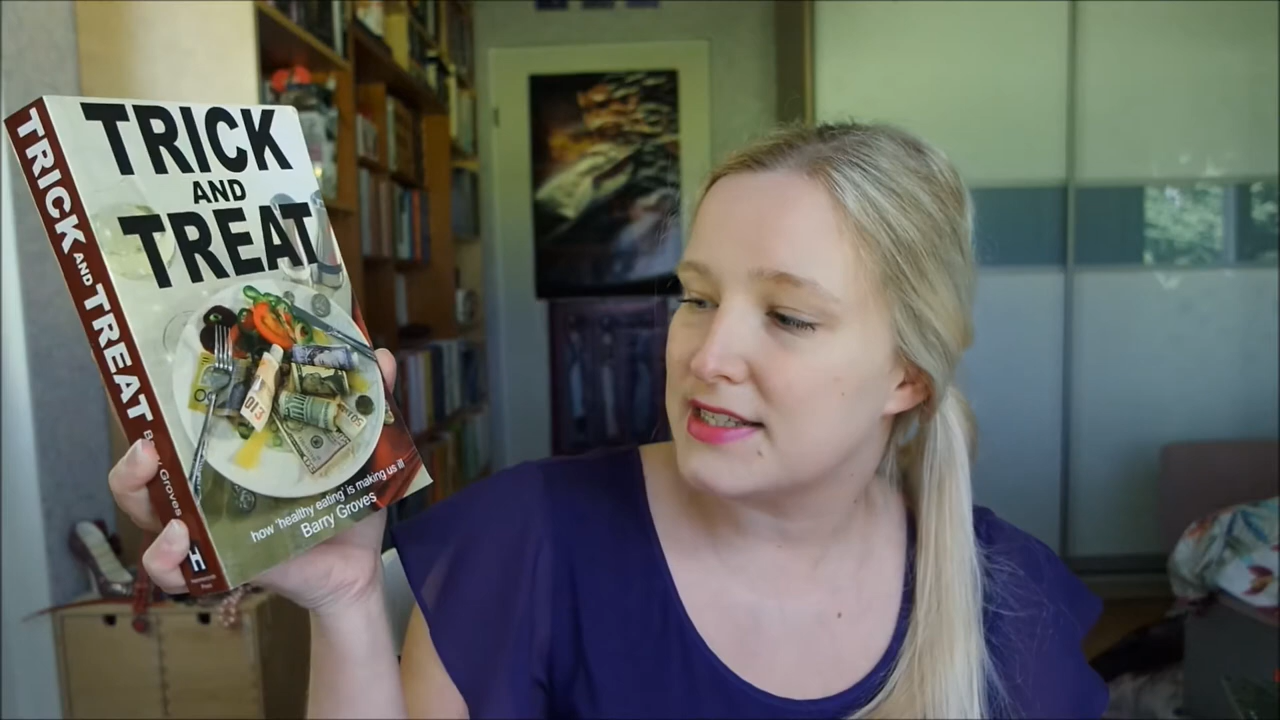 TRICK AND TREAT
Barry Groves
H
TRICK
AND
TREAT
how 'healthy eating' is making us ill
Barry Groves